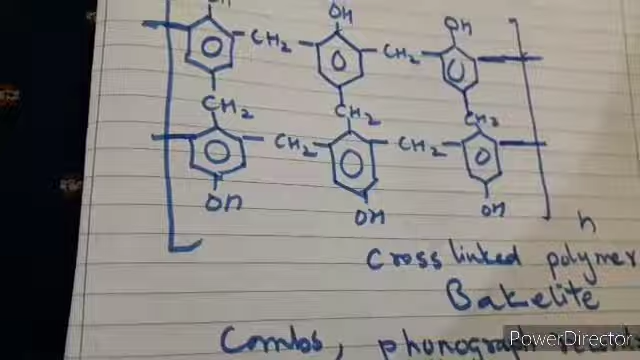 OH OH OH
CH2 CH2
CH2 CH2 CH2
CH2 CH2
OH OH OH
n
Cross linked polymer
Bakelite
Combs, phonograph
PowerDirector